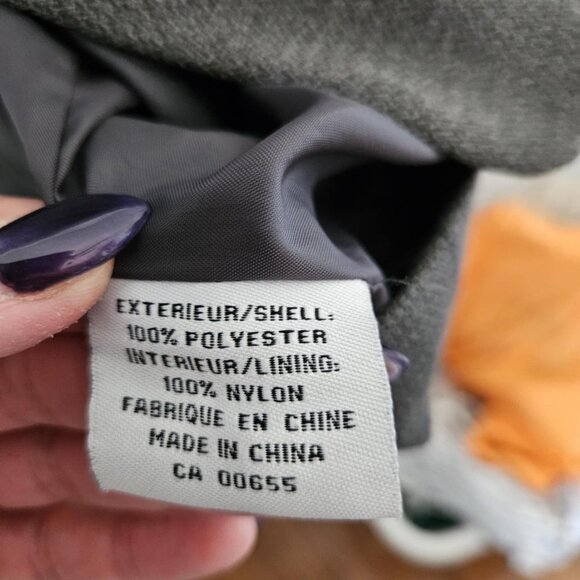 EXTERIEUR/SHELL:
100% POLYESTER
INTERIEUR/LINING:
100% NYLON
FABRIQUE EN CHINE
MADE IN CHINA
CA 00655